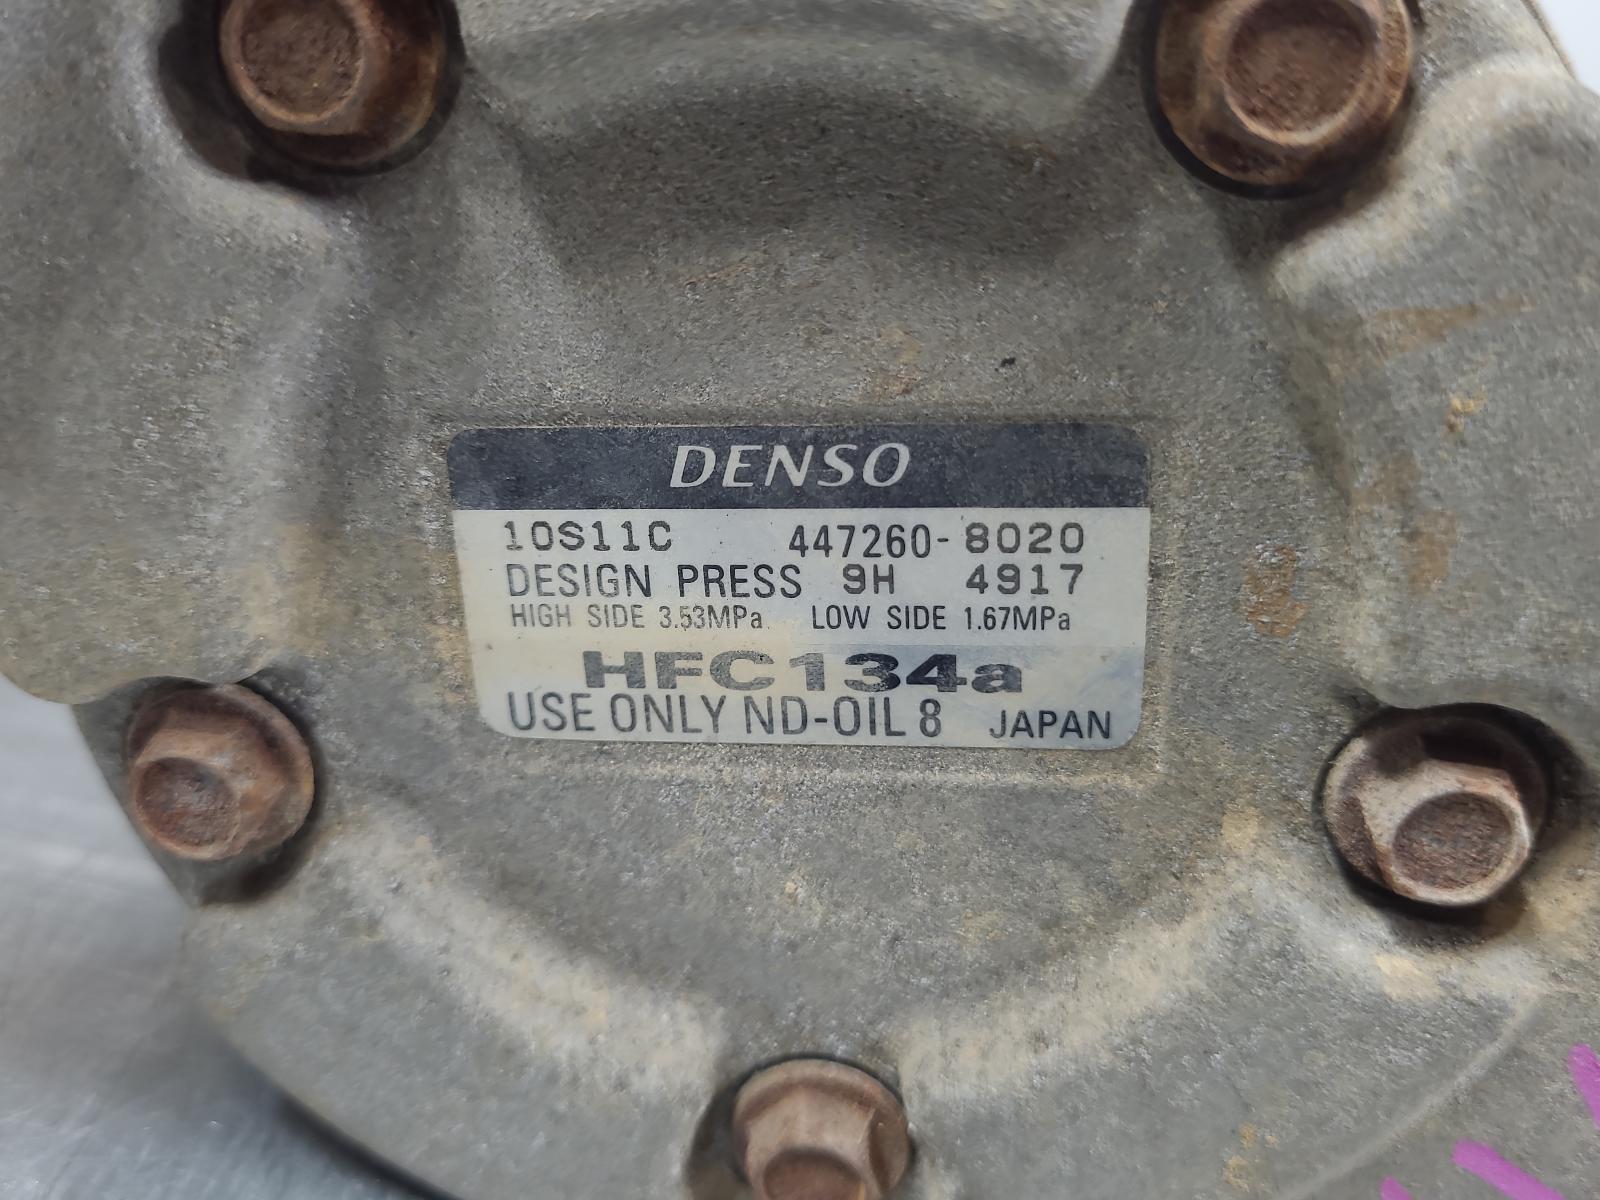 DENSO
10S11C 447260-8020
DESIGN PRESS 9H 4917
HIGH SIDE 3.53MPa LOW SIDE 1.67MPa
HFC134a
USE ONLY ND-OIL 8 JAPAN